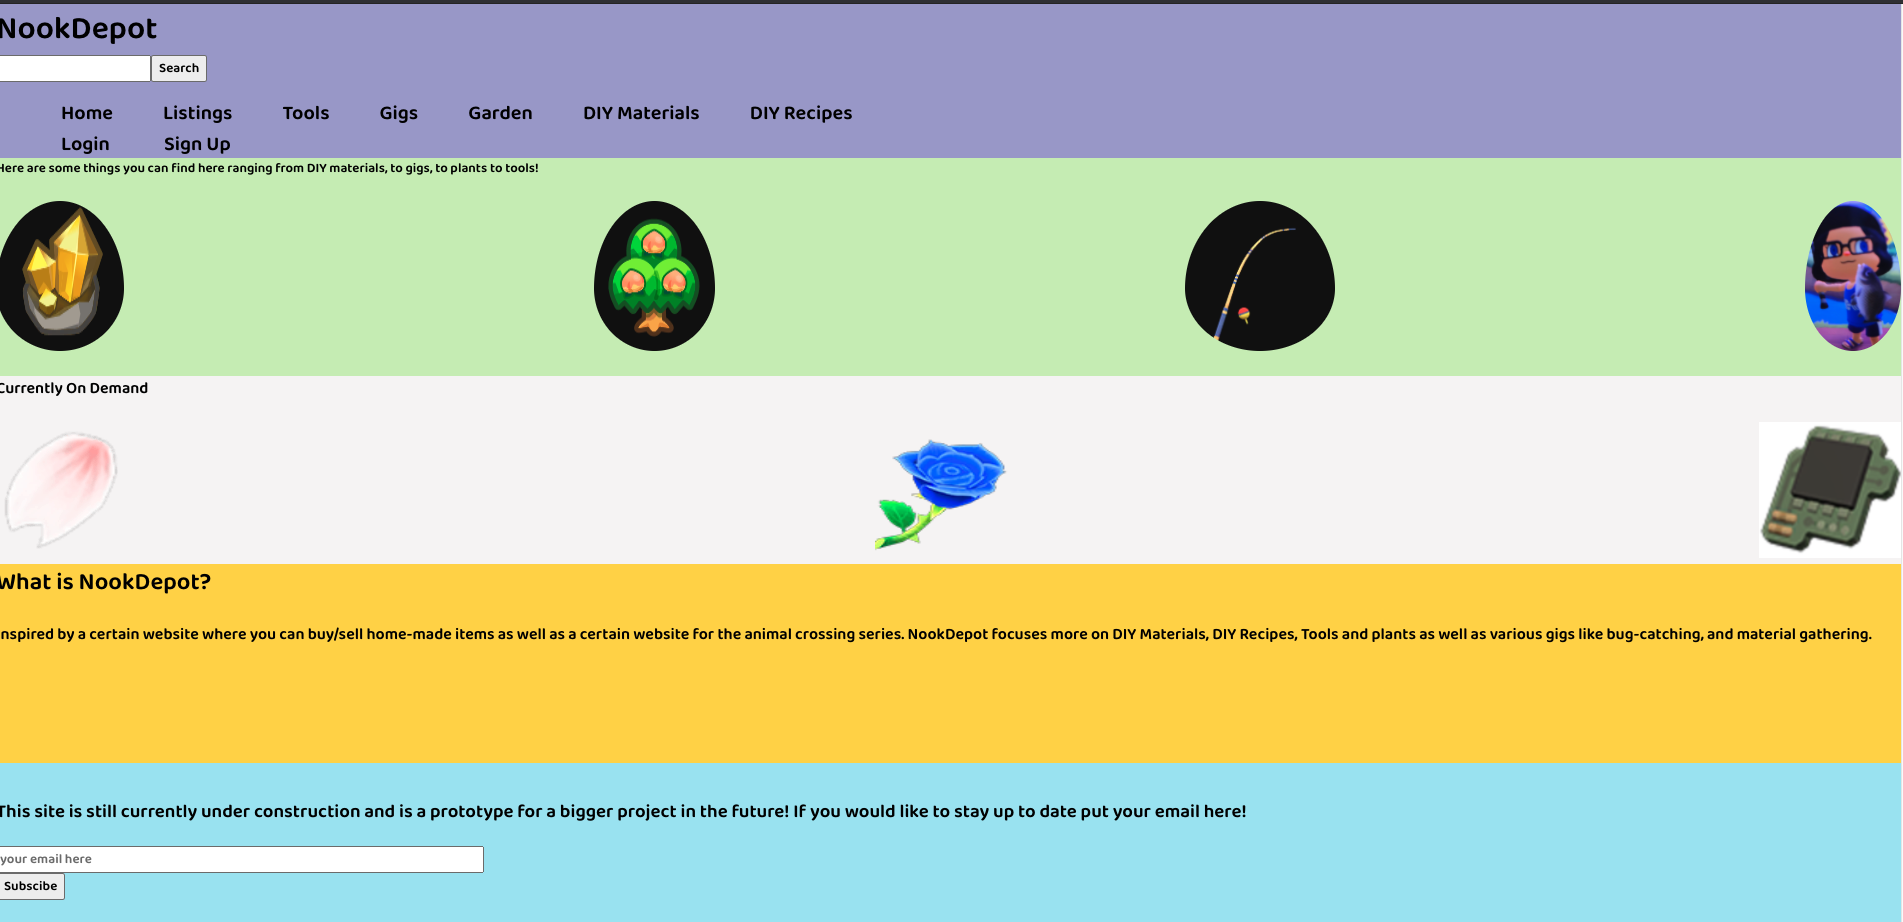 NookDepot
Search
Home Listings Tools Gigs Garden DIY Materials DIY Recipes
Login Sign Up
Here are some things you can find here ranging from DIY materials, to gigs, to plants to tools!
Currently On Demand
What is NookDepot?
Inspired by a certain website where you can buy/sell home-made items as well as a certain website for the animal crossing series. NookDepot focuses more on DIY Materials, DIY Recipes, Tools and plants as well as various gigs like bug-catching, and material gathering.
This site is still currently under construction and is a prototype for a bigger project in the future! If you would like to stay up to date put your email here!
your email here
Subscibe